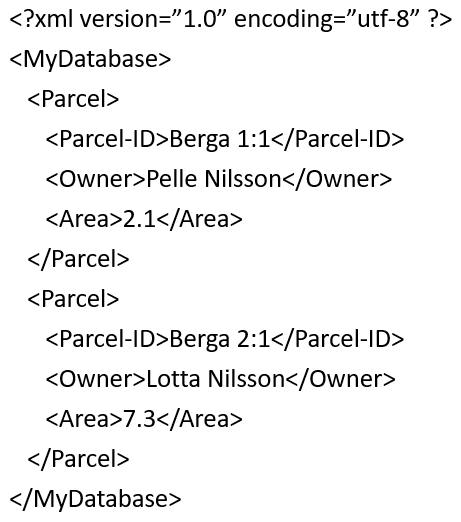 <?xml version=”1.0” encoding=”utf-8” ?>
<MyDatabase>
<Parcel>
<Parcel-ID>Berga 1:1</Parcel-ID>
<Owner>Pelle Nilsson</Owner>
<Area>2.1</Area>
</Parcel>
<Parcel>
<Parcel-ID>Berga 2:1</Parcel-ID>
<Owner>Lotta Nilsson</Owner>
<Area>7.3</Area>
</Parcel>
</MyDatabase>